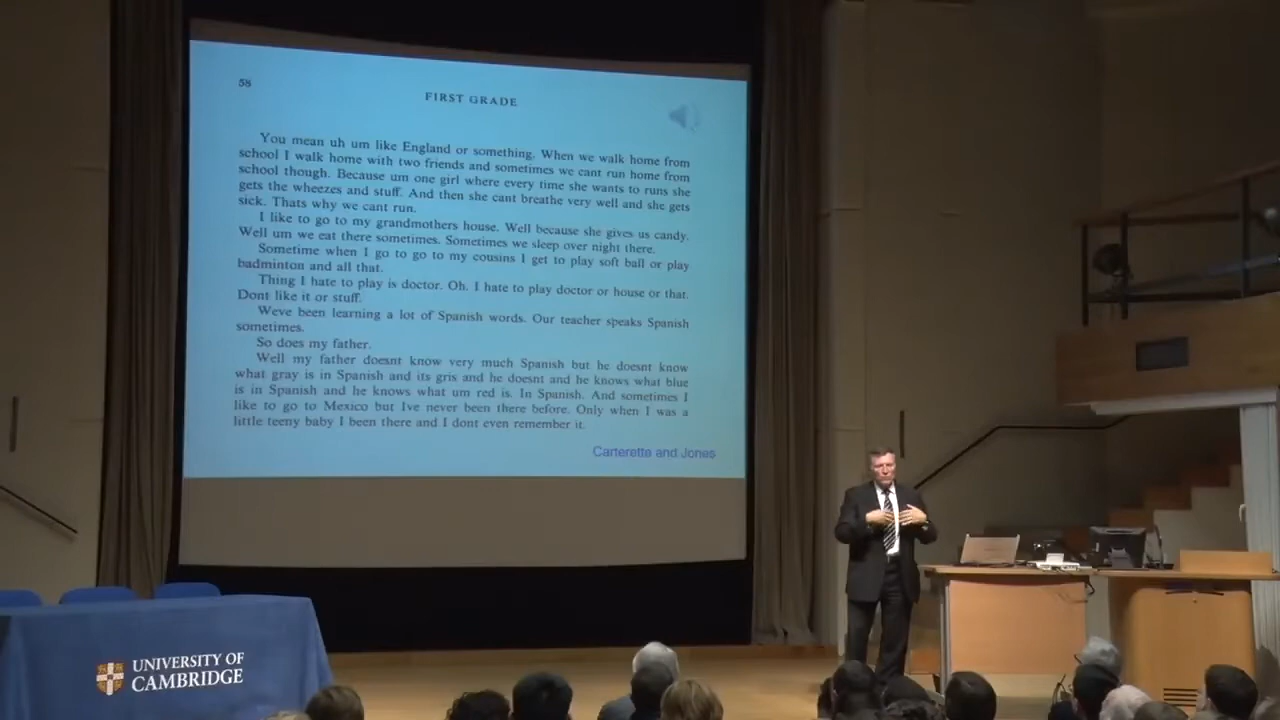 58
FIRST GRADE
You mean uh um like England or something. When we walk home from
school I walk home with two friends and sometimes we cant run home from
school though. Because um one girl where every time she wants to runs she
gets the wheezes and stuff. And then she cant breathe very well and she gets
sick. Thats why we cant run.
I like to go to my grandmothers house. Well because she gives us candy.
Well um we eat there sometimes. Sometimes we sleep over night there.
Sometime when I go to go to my cousins I get to play soft ball or play
badminton and all that.
Thing I hate to play is doctor. Oh. I hate to play doctor or house or that.
Dont like it or stuff.
Weve been learning a lot of Spanish words. Our teacher speaks Spanish
sometimes.
So does my father.
Well my father doesnt know very much Spanish but he doesnt know
what gray is in Spanish and its gris and he doesnt and he knows what blue
is in Spanish and he knows what um red is. In Spanish. And sometimes I
like to go to Mexico but Ive never been there before. Only when I was a
little teeny baby I been there and I dont even remember it.
Carterette and Jones
UNIVERSITY OF
CAMBRIDGE